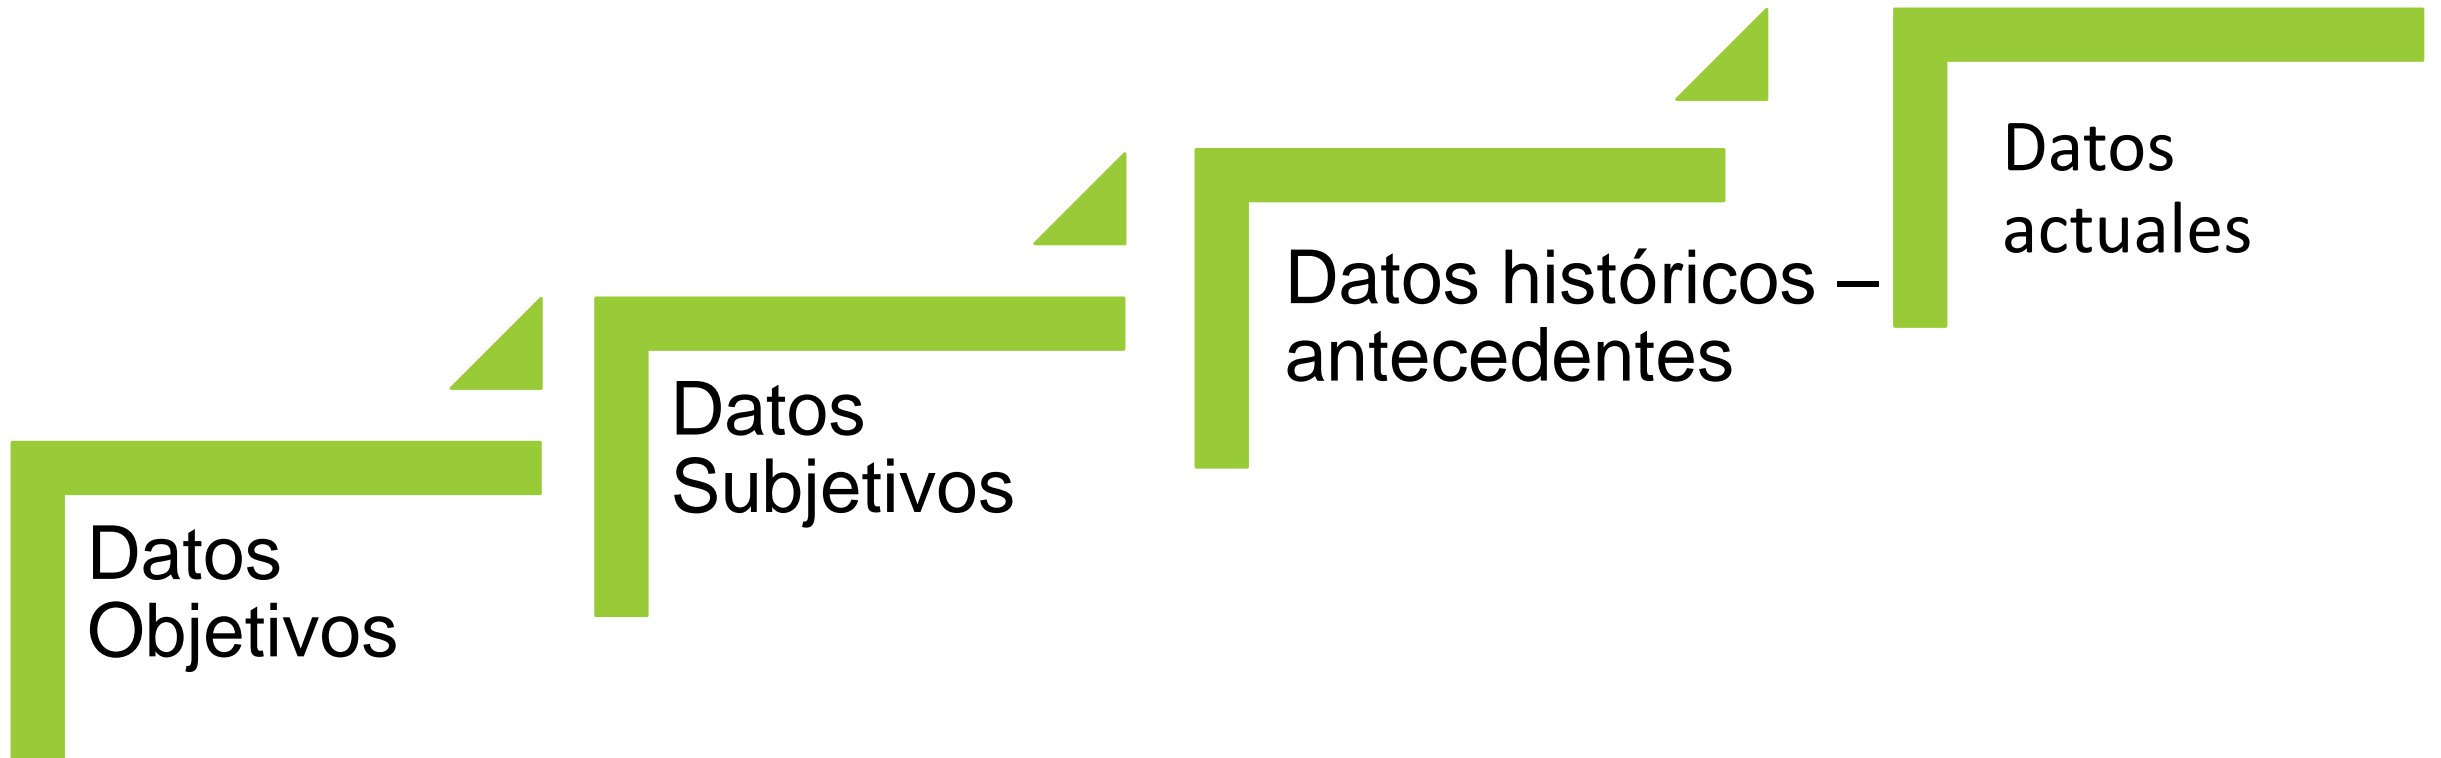 Datos
Objetivos
Datos
Subjetivos
Datos históricos –
antecedentes
Datos
actuales